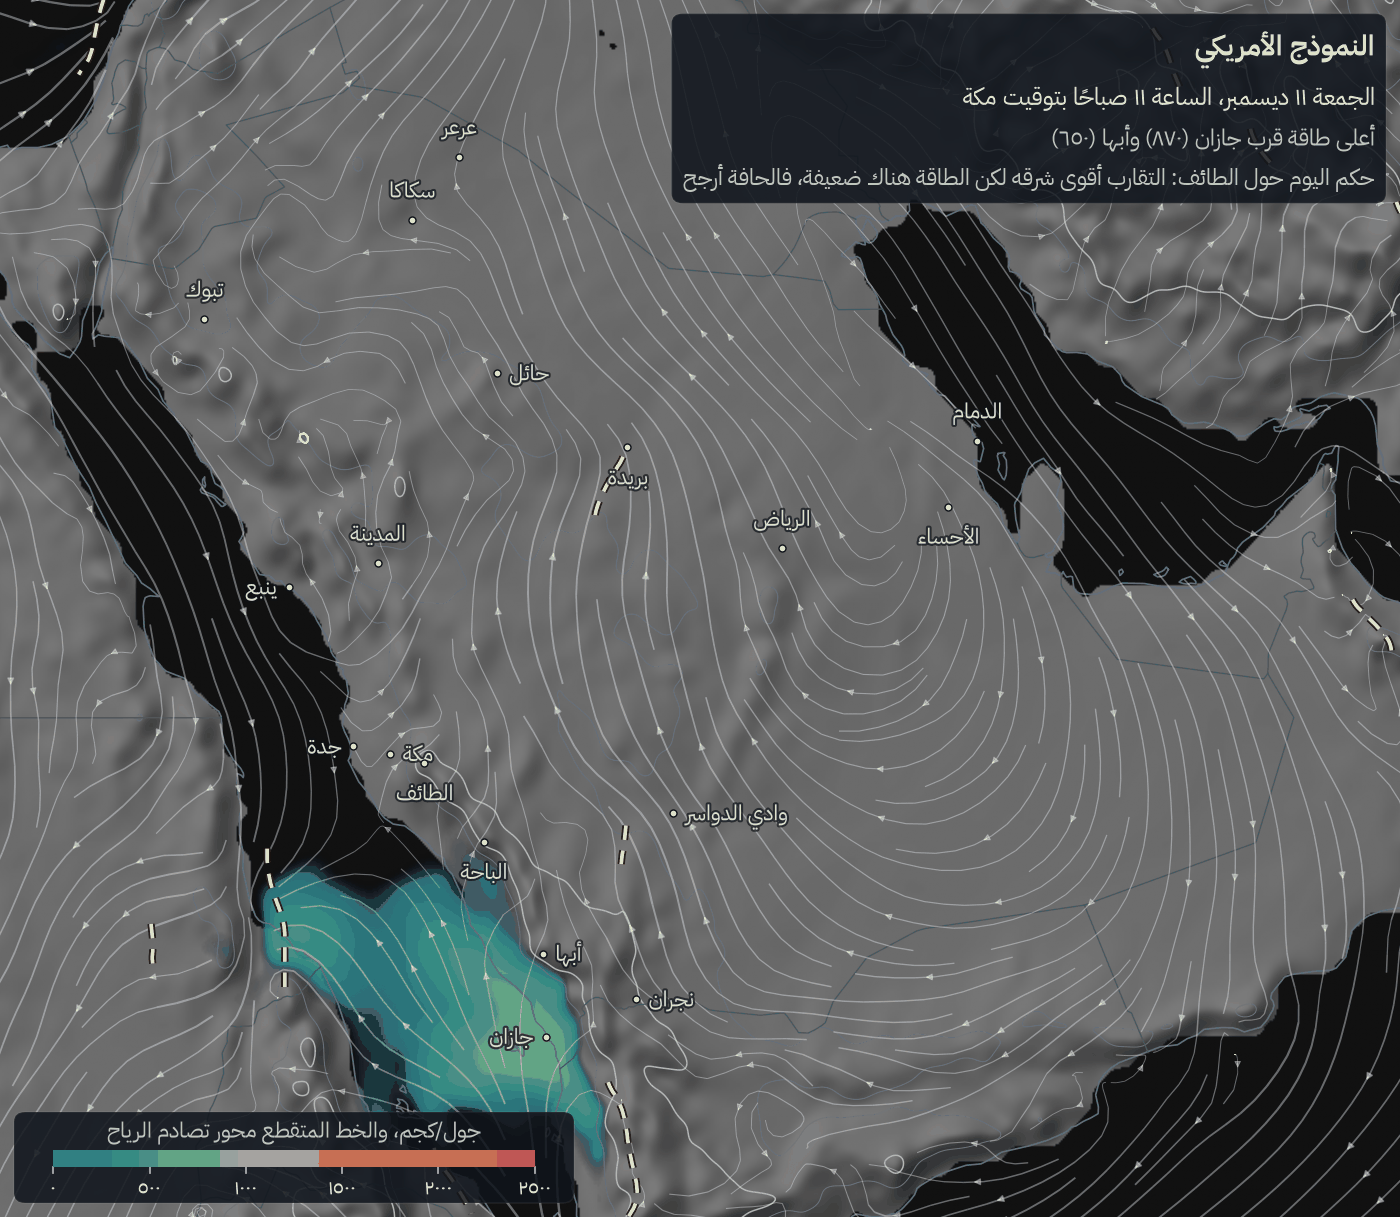 النموذج الأمريكي
الجمعة ١١ ديسمبر، الساعة ١١ صباحًا بتوقيت مكة
أعلى طاقة قرب جازان (٨٧٠) وأبها (٦٥٠)
حكم اليوم حول الطائف: التقارب أقوى شرقه لكن الطاقة هناك ضعيفة، فالحافة أرجح
عرعر
سكاكا
تبوك
حائل
الدمام
بريدة
الرياض
الأحساء
المدينة
ينبع
جدة
مكة
الطائف
وادي الدواسر
الباحة
أبها
نجران
جازان
جول/كجم، والخط المتقطع محور تصادم الرياح
٠ ٥٠٠ ١٠٠٠ ١٥٠٠ ٢٠٠٠ ٢٥٠٠